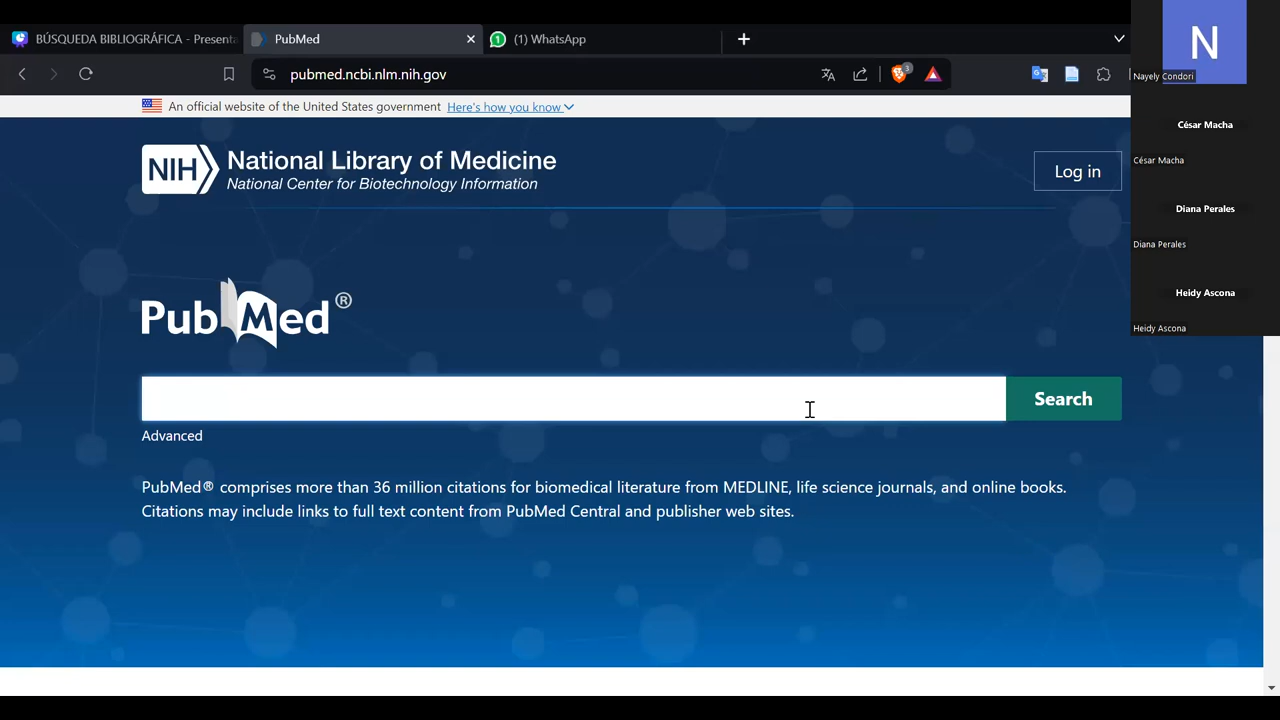 BÚSQUEDA BIBLIOGRÁFICA - Presenta
PubMed
(1) WhatsApp
pubmed.ncbi.nlm.nih.gov
3
An official website of the United States government Here's how you know
NIH National Library of Medicine
National Center for Biotechnology Information
Log in
PubMed®
Search
Advanced
PubMed® comprises more than 36 million citations for biomedical literature from MEDLINE, life science journals, and online books.
Citations may include links to full text content from PubMed Central and publisher web sites.
N
Nayely Condori
César Macha
César Macha
Diana Perales
Diana Perales
Heidy Ascona
Heidy Ascona